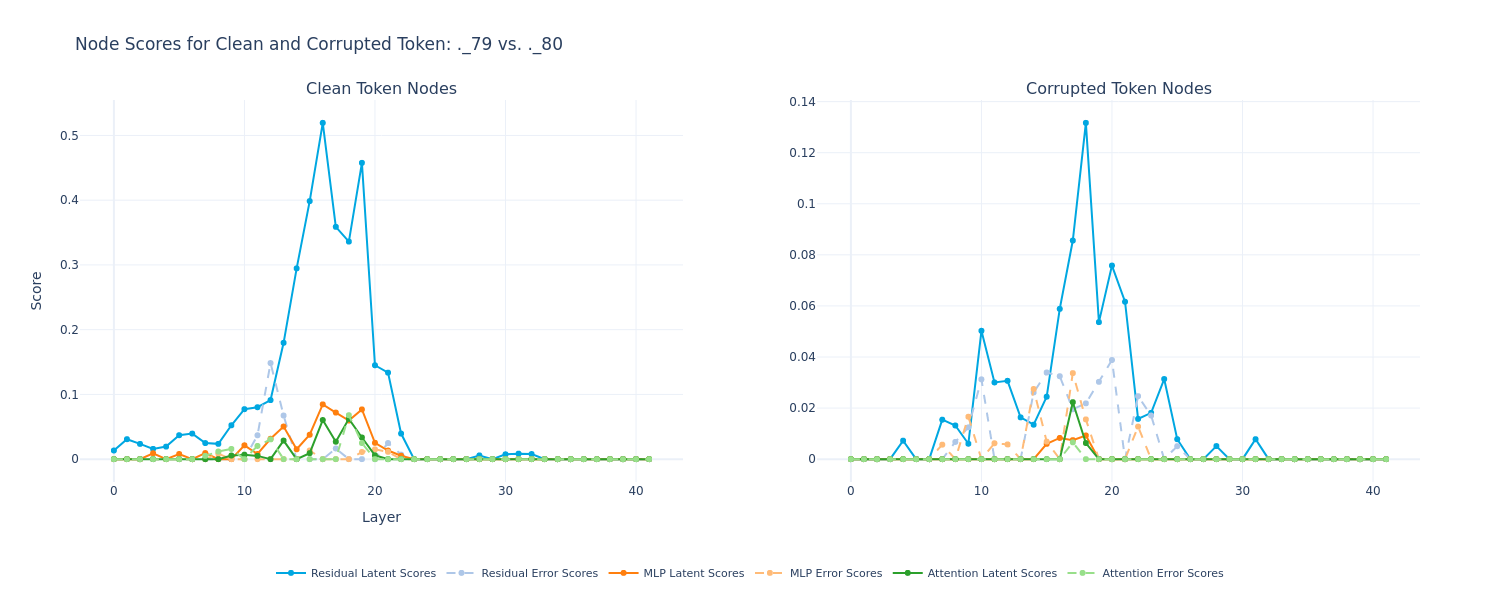 Node Scores for Clean and Corrupted Token: ._79 vs. ._80
Clean Token Nodes
Corrupted Token Nodes
Score
0.5
0.4
0.3
0.2
0.1
0
0 10 20 30 40
Layer
0.14
0.12
0.1
0.08
0.06
0.04
0.02
0
0 10 20 30 40
Residual Latent Scores Residual Error Scores MLP Latent Scores MLP Error Scores Attention Latent Scores Attention Error Scores